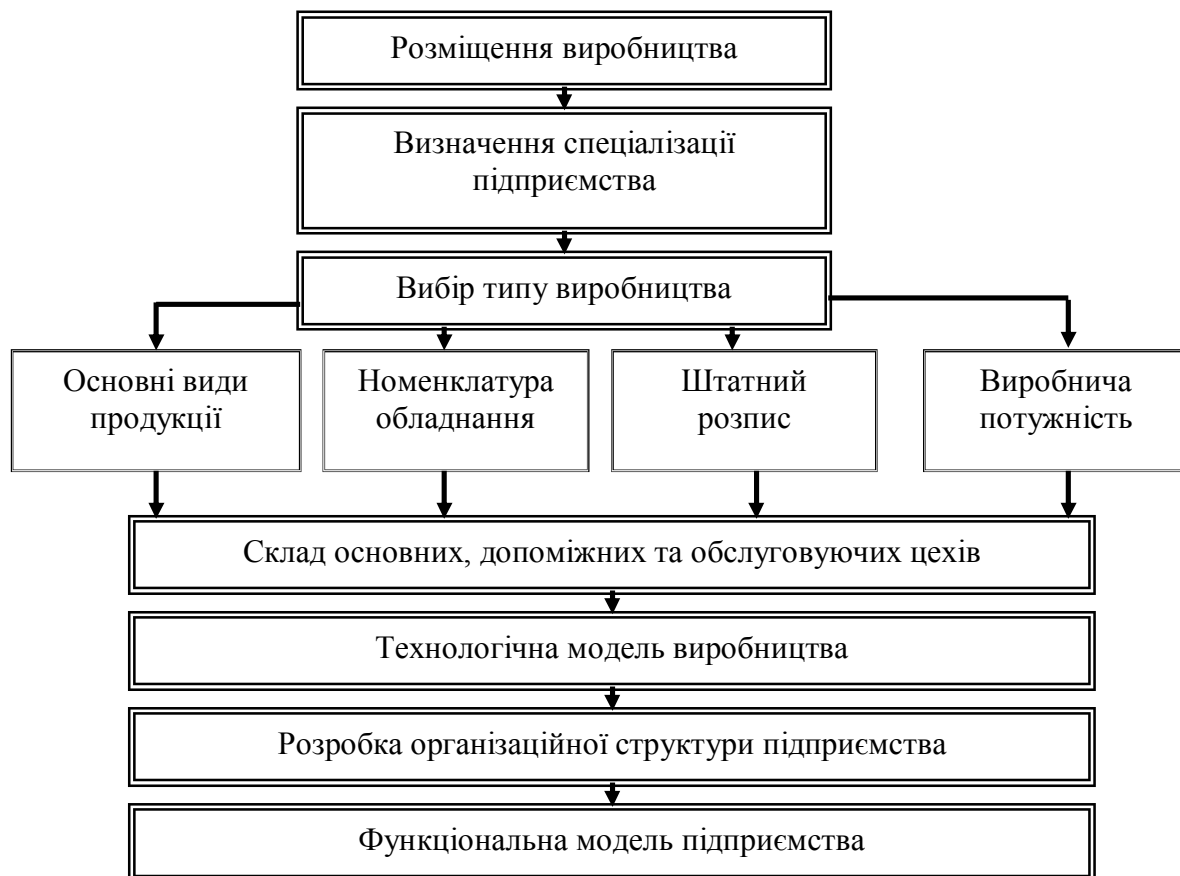 Розміщення виробництва
Визначення спеціалізації
підприємства
Вибір типу виробництва
Основні види
продукції
Номенклатура
обладнання
Штатний
розпис
Виробнича
потужність
Склад основних, допоміжних та обслуговуючих цехів
Технологічна модель виробництва
Розробка організаційної структури підприємства
Функціональна модель підприємства